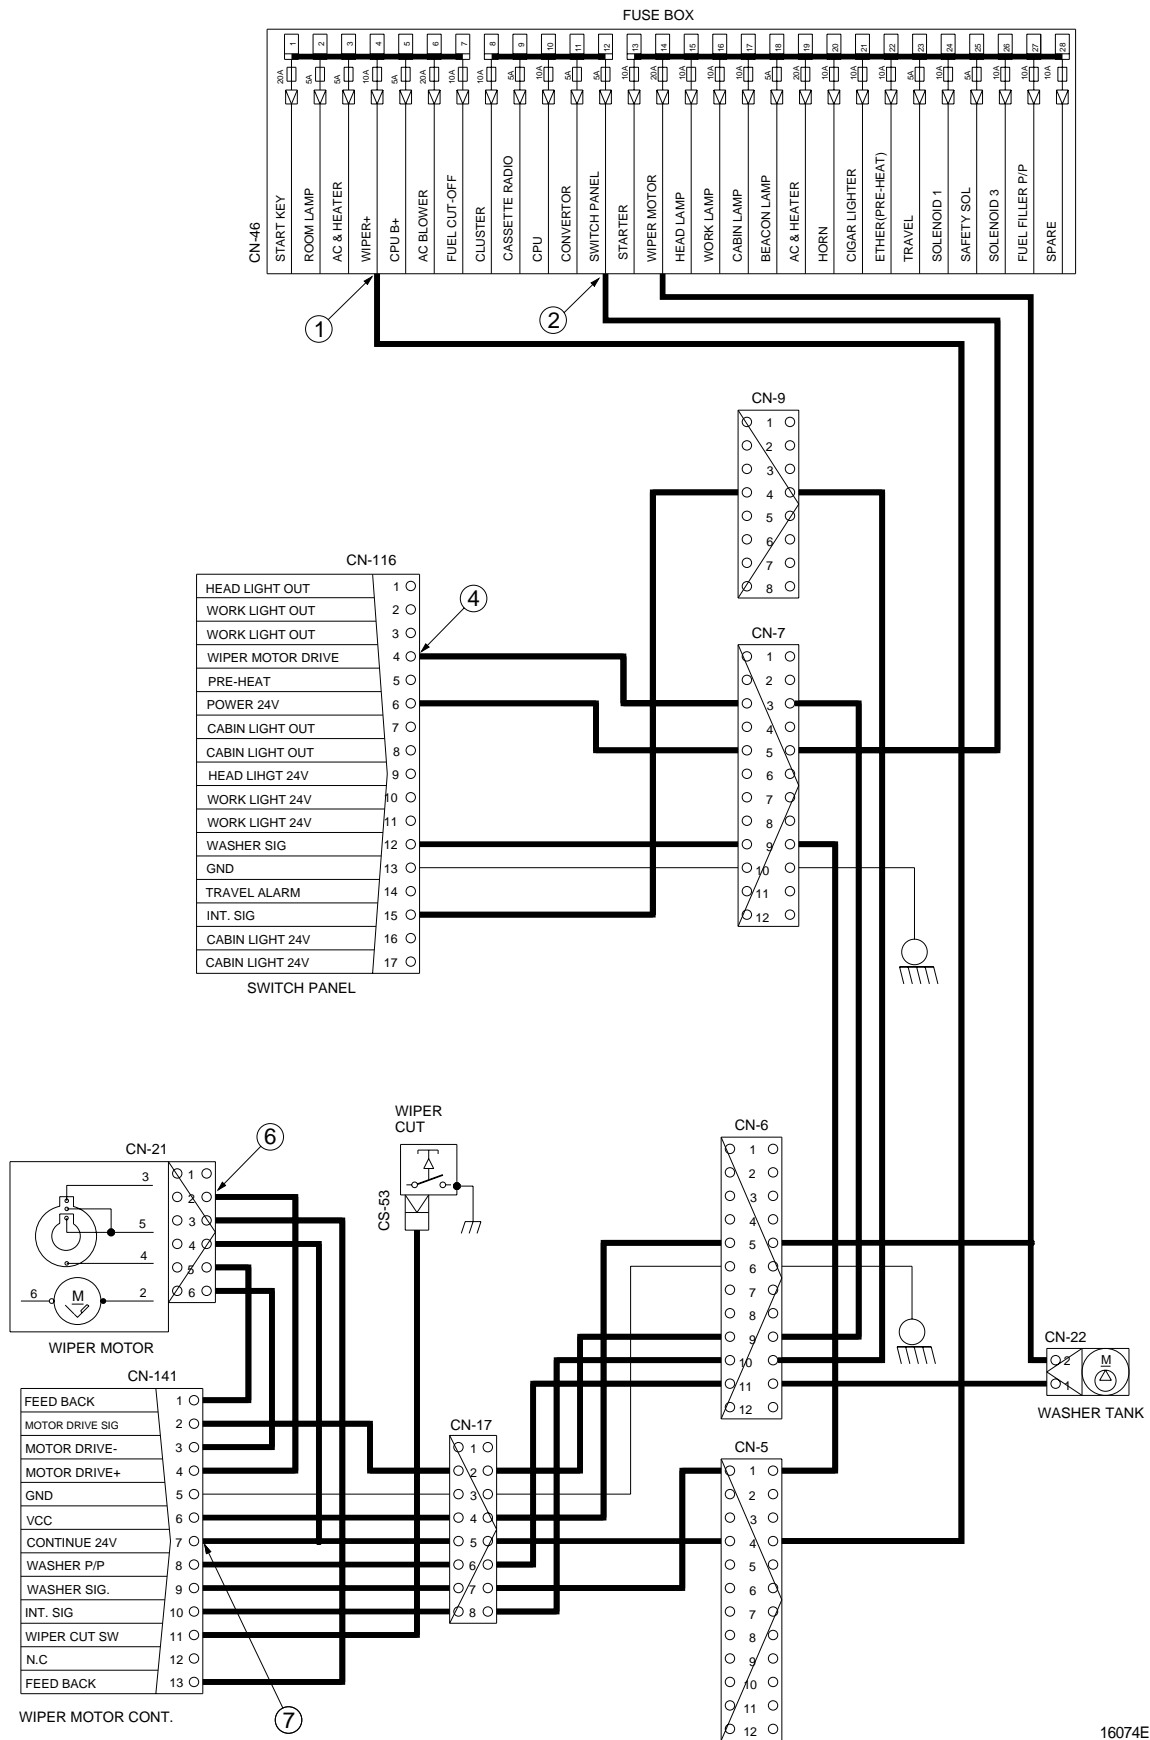 FUSE BOX
1 2 3 4 5 6 7 8 9 10 11 12 13 14 15 16 17 18 19 20 21 22 23 24 25 26 27 28
20A 5A 5A 10A 5A 20A 10A 10A 5A 10A 5A 5A 10A 20A 10A 10A 10A 10A 20A 10A 10A 10A 5A 10A 5A 10A 10A 10A
CN-46
START KEY
ROOM LAMP
AC & HEATER
WIPER+
CPU B+
AC BLOWER
FUEL CUT-OFF
CLUSTER
CASSETTE RADIO
CPU
CONVERTOR
SWITCH PANEL
STARTER
WIPER MOTOR
HEAD LAMP
WORK LAMP
CABIN LAMP
BEACON LAMP
AC & HEATER
HORN
CIGAR LIGHTER
ETHER(PRE-HEAT)
TRAVEL
SOLENOID 1
SAFETY SOL
SOLENOID 3
FUEL FILLER P/P
SPARE
1
2
CN-9
1
2
3
4
5
6
7
8
CN-116
HEAD LIGHT OUT 1
WORK LIGHT OUT 2
WORK LIGHT OUT 3
WIPER MOTOR DRIVE 4
PRE-HEAT 5
POWER 24V 6
CABIN LIGHT OUT 7
CABIN LIGHT OUT 8
HEAD LIHGT 24V 9
WORK LIGHT 24V 10
WORK LIGHT 24V 11
WASHER SIG 12
GND 13
TRAVEL ALARM 14
INT. SIG 15
CABIN LIGHT 24V 16
CABIN LIGHT 24V 17
SWITCH PANEL
4
CN-7
1
2
3
4
5
6
7
8
9
10
11
12
WIPER
CUT
CS-53
CN-21
6
1
2
3
4
5
6
3
5
4
6 M 2
WIPER MOTOR
CN-6
1
2
3
4
5
6
7
8
9
10
11
12
CN-22
2
1
M
WASHER TANK
CN-141
FEED BACK 1
MOTOR DRIVE SIG 2
MOTOR DRIVE- 3
MOTOR DRIVE+ 4
GND 5
VCC 6
CONTINUE 24V 7
WASHER P/P 8
WASHER SIG. 9
INT. SIG 10
WIPER CUT SW 11
N.C 12
FEED BACK 13
WIPER MOTOR CONT.
7
CN-17
1
2
3
4
5
6
7
8
CN-5
1
2
3
4
5
6
7
8
9
10
11
12
16074E